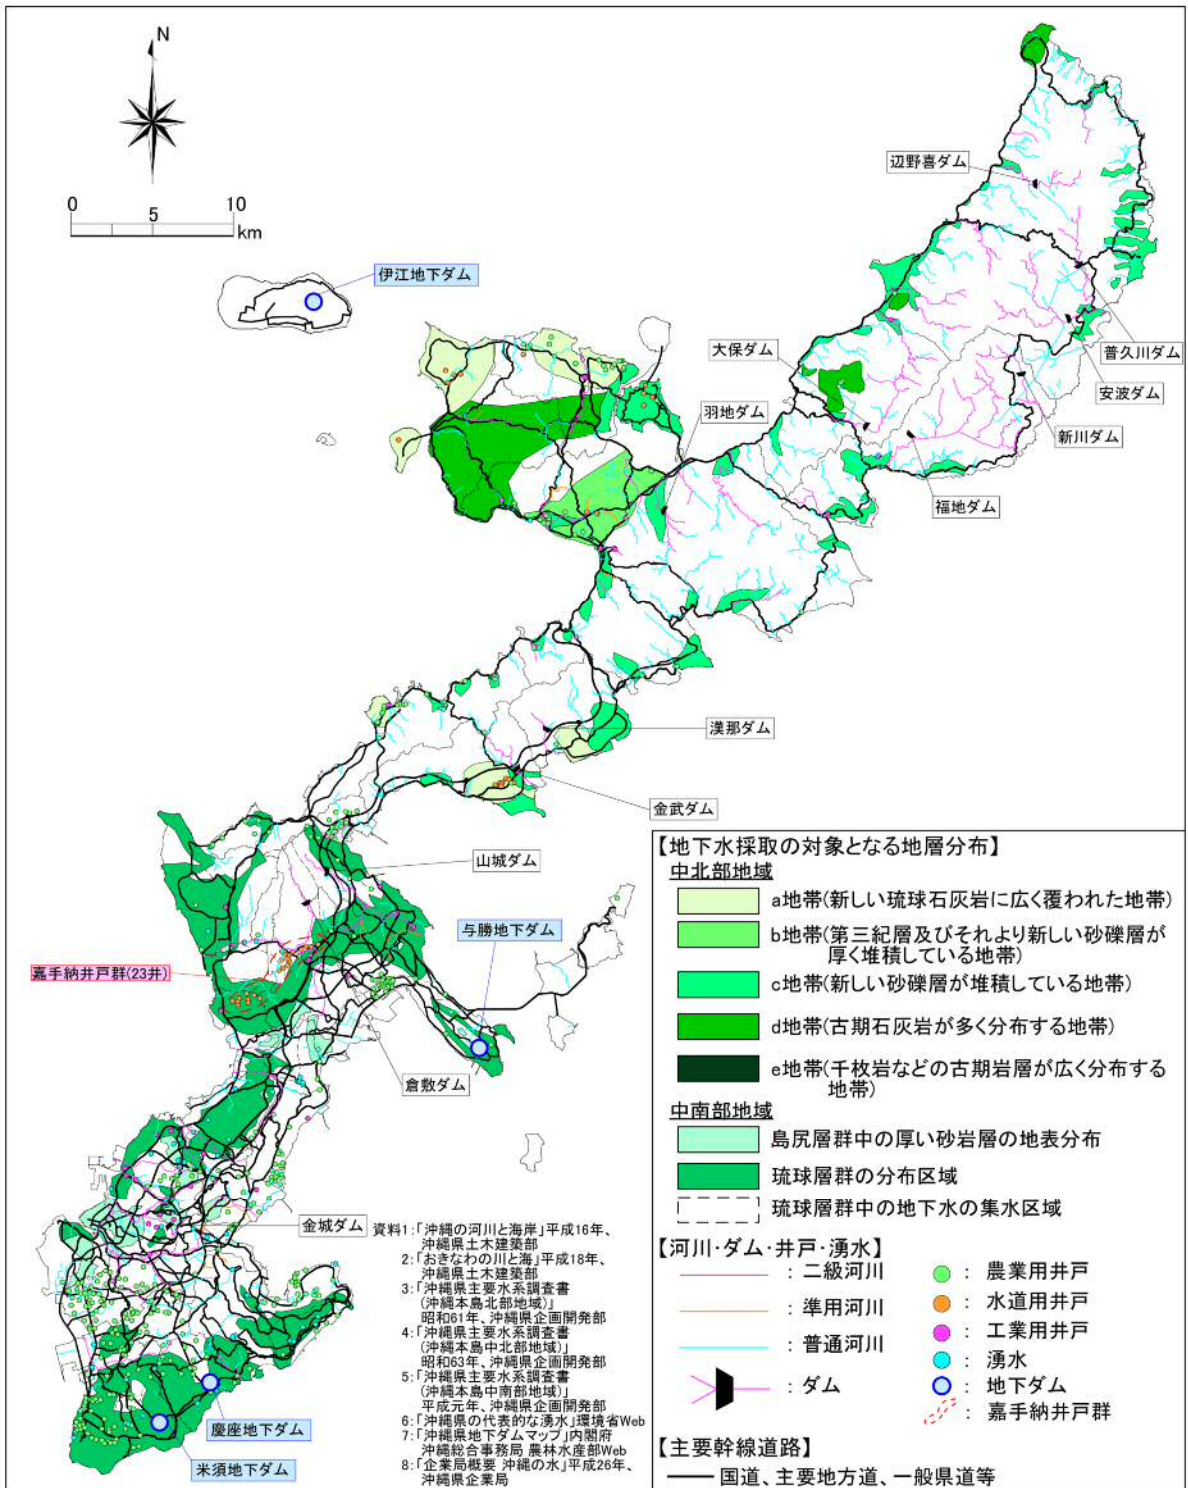 N
0 5 10
km
辺野喜ダム
伊江地下ダム
大保ダム
普久川ダム
安波ダム
羽地ダム
新川ダム
福地ダム
漢那ダム
金武ダム
山城ダム
与勝地下ダム
嘉手納井戸群(23井)
倉敷ダム
金城ダム
慶座地下ダム
米須地下ダム
資料1:「沖縄の河川と海岸」平成16年、
沖縄県土木建築部
2:「おきなわの川と海」平成18年、
沖縄県土木建築部
3:「沖縄県主要水系調査書
(沖縄本島北部地域)」
昭和61年、沖縄県企画開発部
4:「沖縄県主要水系調査書
(沖縄本島中北部地域)」
昭和63年、沖縄県企画開発部
5:「沖縄県主要水系調査書
(沖縄本島中南部地域)」
平成元年、沖縄県企画開発部
6:「沖縄県の代表的な湧水」環境省Web
7:「沖縄県地下ダムマップ」内閣府
沖縄総合事務局 農林水産部Web
8:「企業局概要 沖縄の水」平成26年、
沖縄県企業局
【地下水採取の対象となる地層分布】
中北部地域
a地帯(新しい琉球石灰岩に広く覆われた地帯)
b地帯(第三紀層及びそれより新しい砂礫層が
厚く堆積している地帯)
c地帯(新しい砂礫層が堆積している地帯)
d地帯(古期石灰岩が多く分布する地帯)
e地帯(千枚岩などの古期岩層が広く分布する
地帯)
中南部地域
島尻層群中の厚い砂岩層の地表分布
琉球層群の分布区域
琉球層群中の地下水の集水区域
【河川・ダム・井戸・湧水】
：二級河川
：準用河川
：普通河川
：ダム
：農業用井戸
：水道用井戸
：工業用井戸
：湧水
：地下ダム
：嘉手納井戸群
【主要幹線道路】
国道、主要地方道、一般県道等